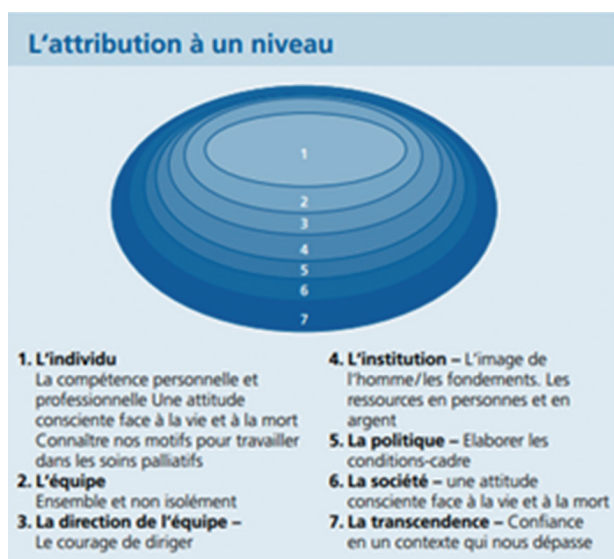 L'attribution à un niveau
1
2
3
4
5
6
7
1. L'individu
La compétence personnelle et
professionnelle Une attitude
consciente face à la vie et à la mort
Connaître nos motifs pour travailler
dans les soins palliatifs
2. L'équipe
Ensemble et non isolément
3. La direction de l'équipe –
Le courage de diriger
4. L'institution – L'image de
l'homme/les fondements. Les
ressources en personnes et en
argent
5. La politique – Elaborer les
conditions-cadre
6. La société – une attitude
consciente face à la vie et à la mort
7. La transcendence – Confiance
en un contexte qui nous dépasse